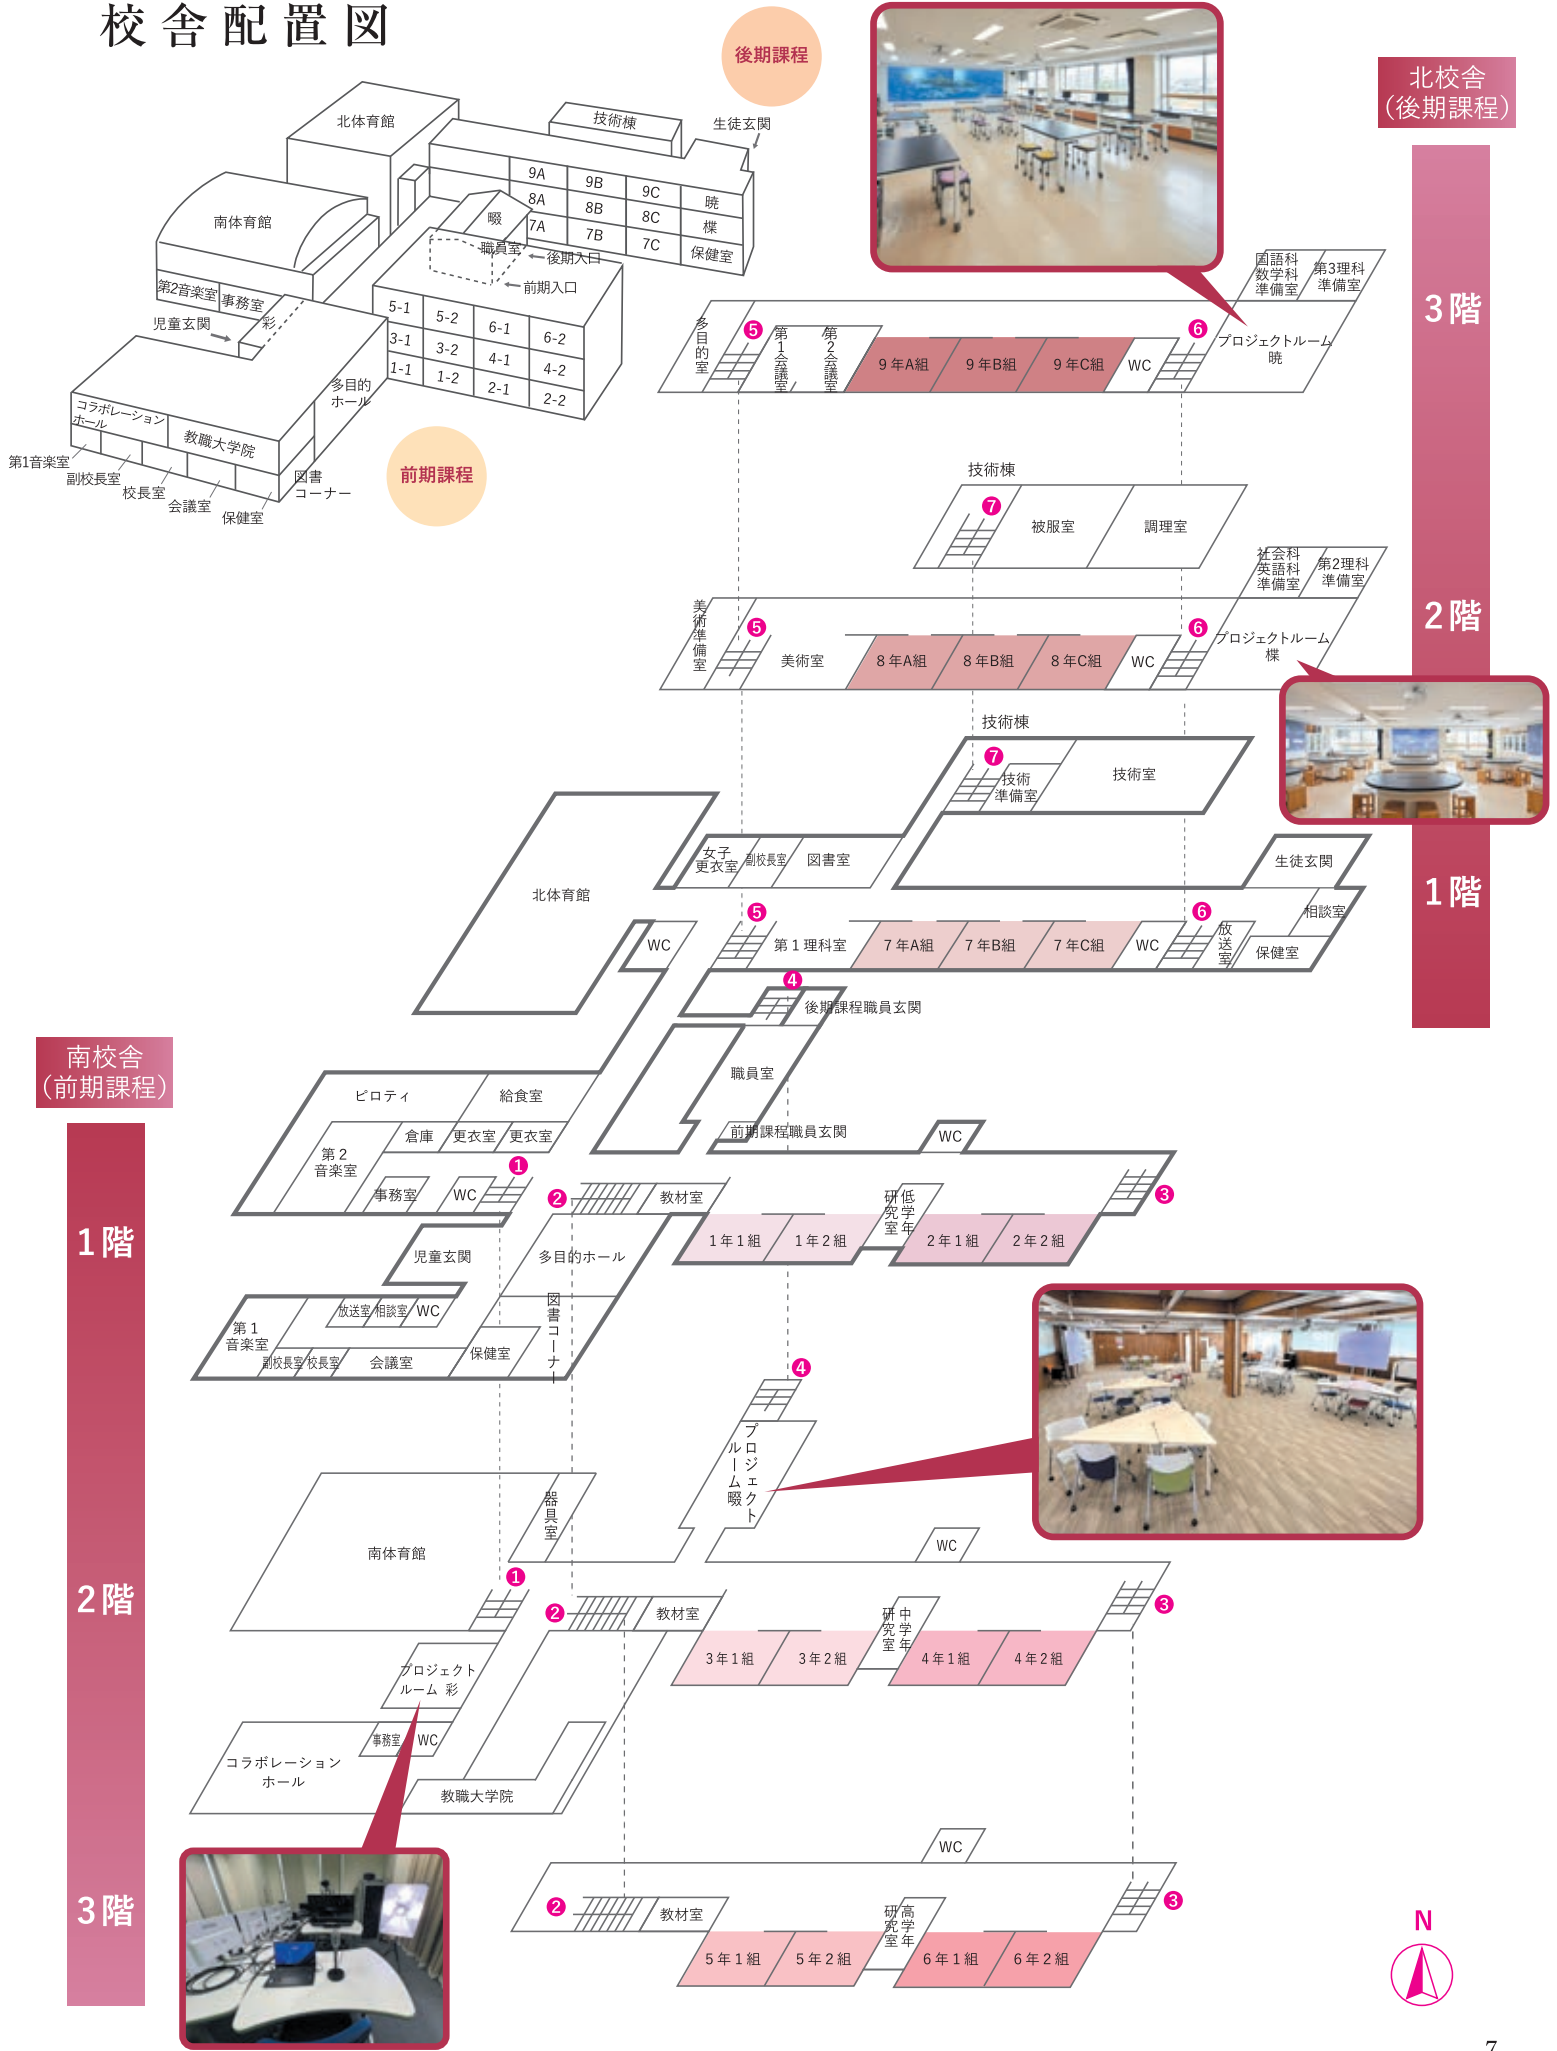 校舎配置図
後期課程
北体育館
技術棟
生徒玄関
9A
9B
9C
暁
8A
8B
8C
楪
7A
7B
7C
保健室
南体育館
畷
職員室
後期入口
前期入口
第2音楽室
事務室
彩
児童玄関
5-1
5-2
6-1
6-2
3-1
3-2
4-1
4-2
1-1
1-2
2-1
2-2
多目的
ホール
コラボレーション
ホール
教職大学院
第1音楽室
副校長室
校長室
会議室
保健室
図書
コーナー
前期課程
北校舎
（後期課程）
3階
国語科
数学科
準備室
第3理科
準備室
多目的室
5
第1会議室
第2会議室
9年A組
9年B組
9年C組
WC
6
プロジェクトルーム
暁
技術棟
7
被服室
調理室
2階
社会科
英語科
準備室
第2理科
準備室
美術準備室
5
美術室
8年A組
8年B組
8年C組
WC
6
プロジェクトルーム
楪
技術棟
7
技術
準備室
技術室
1階
北体育館
女子
更衣室
副校長室
図書室
生徒玄関
相談室
WC
5
第1理科室
7年A組
7年B組
7年C組
WC
6
放送室
保健室
4
後期課程職員玄関
職員室
前期課程職員玄関
南校舎
（前期課程）
1階
ピロティ
給食室
倉庫
更衣室
更衣室
第2
音楽室
事務室
WC
1
2
教材室
WC
3
低学年
研究室
1年1組
1年2組
2年1組
2年2組
児童玄関
多目的ホール
図書コーナー
第1
音楽室
放送室
相談室
WC
副校長室
校長室
会議室
保健室
2階
4
プロジェクト
ルーム畷
器具室
南体育館
WC
1
2
教材室
中学年
研究室
3
3年1組
3年2組
4年1組
4年2組
プロジェクト
ルーム 彩
事務室
WC
コラボレーション
ホール
教職大学院
3階
WC
2
教材室
高学年
研究室
3
5年1組
5年2組
6年1組
6年2組
N
7